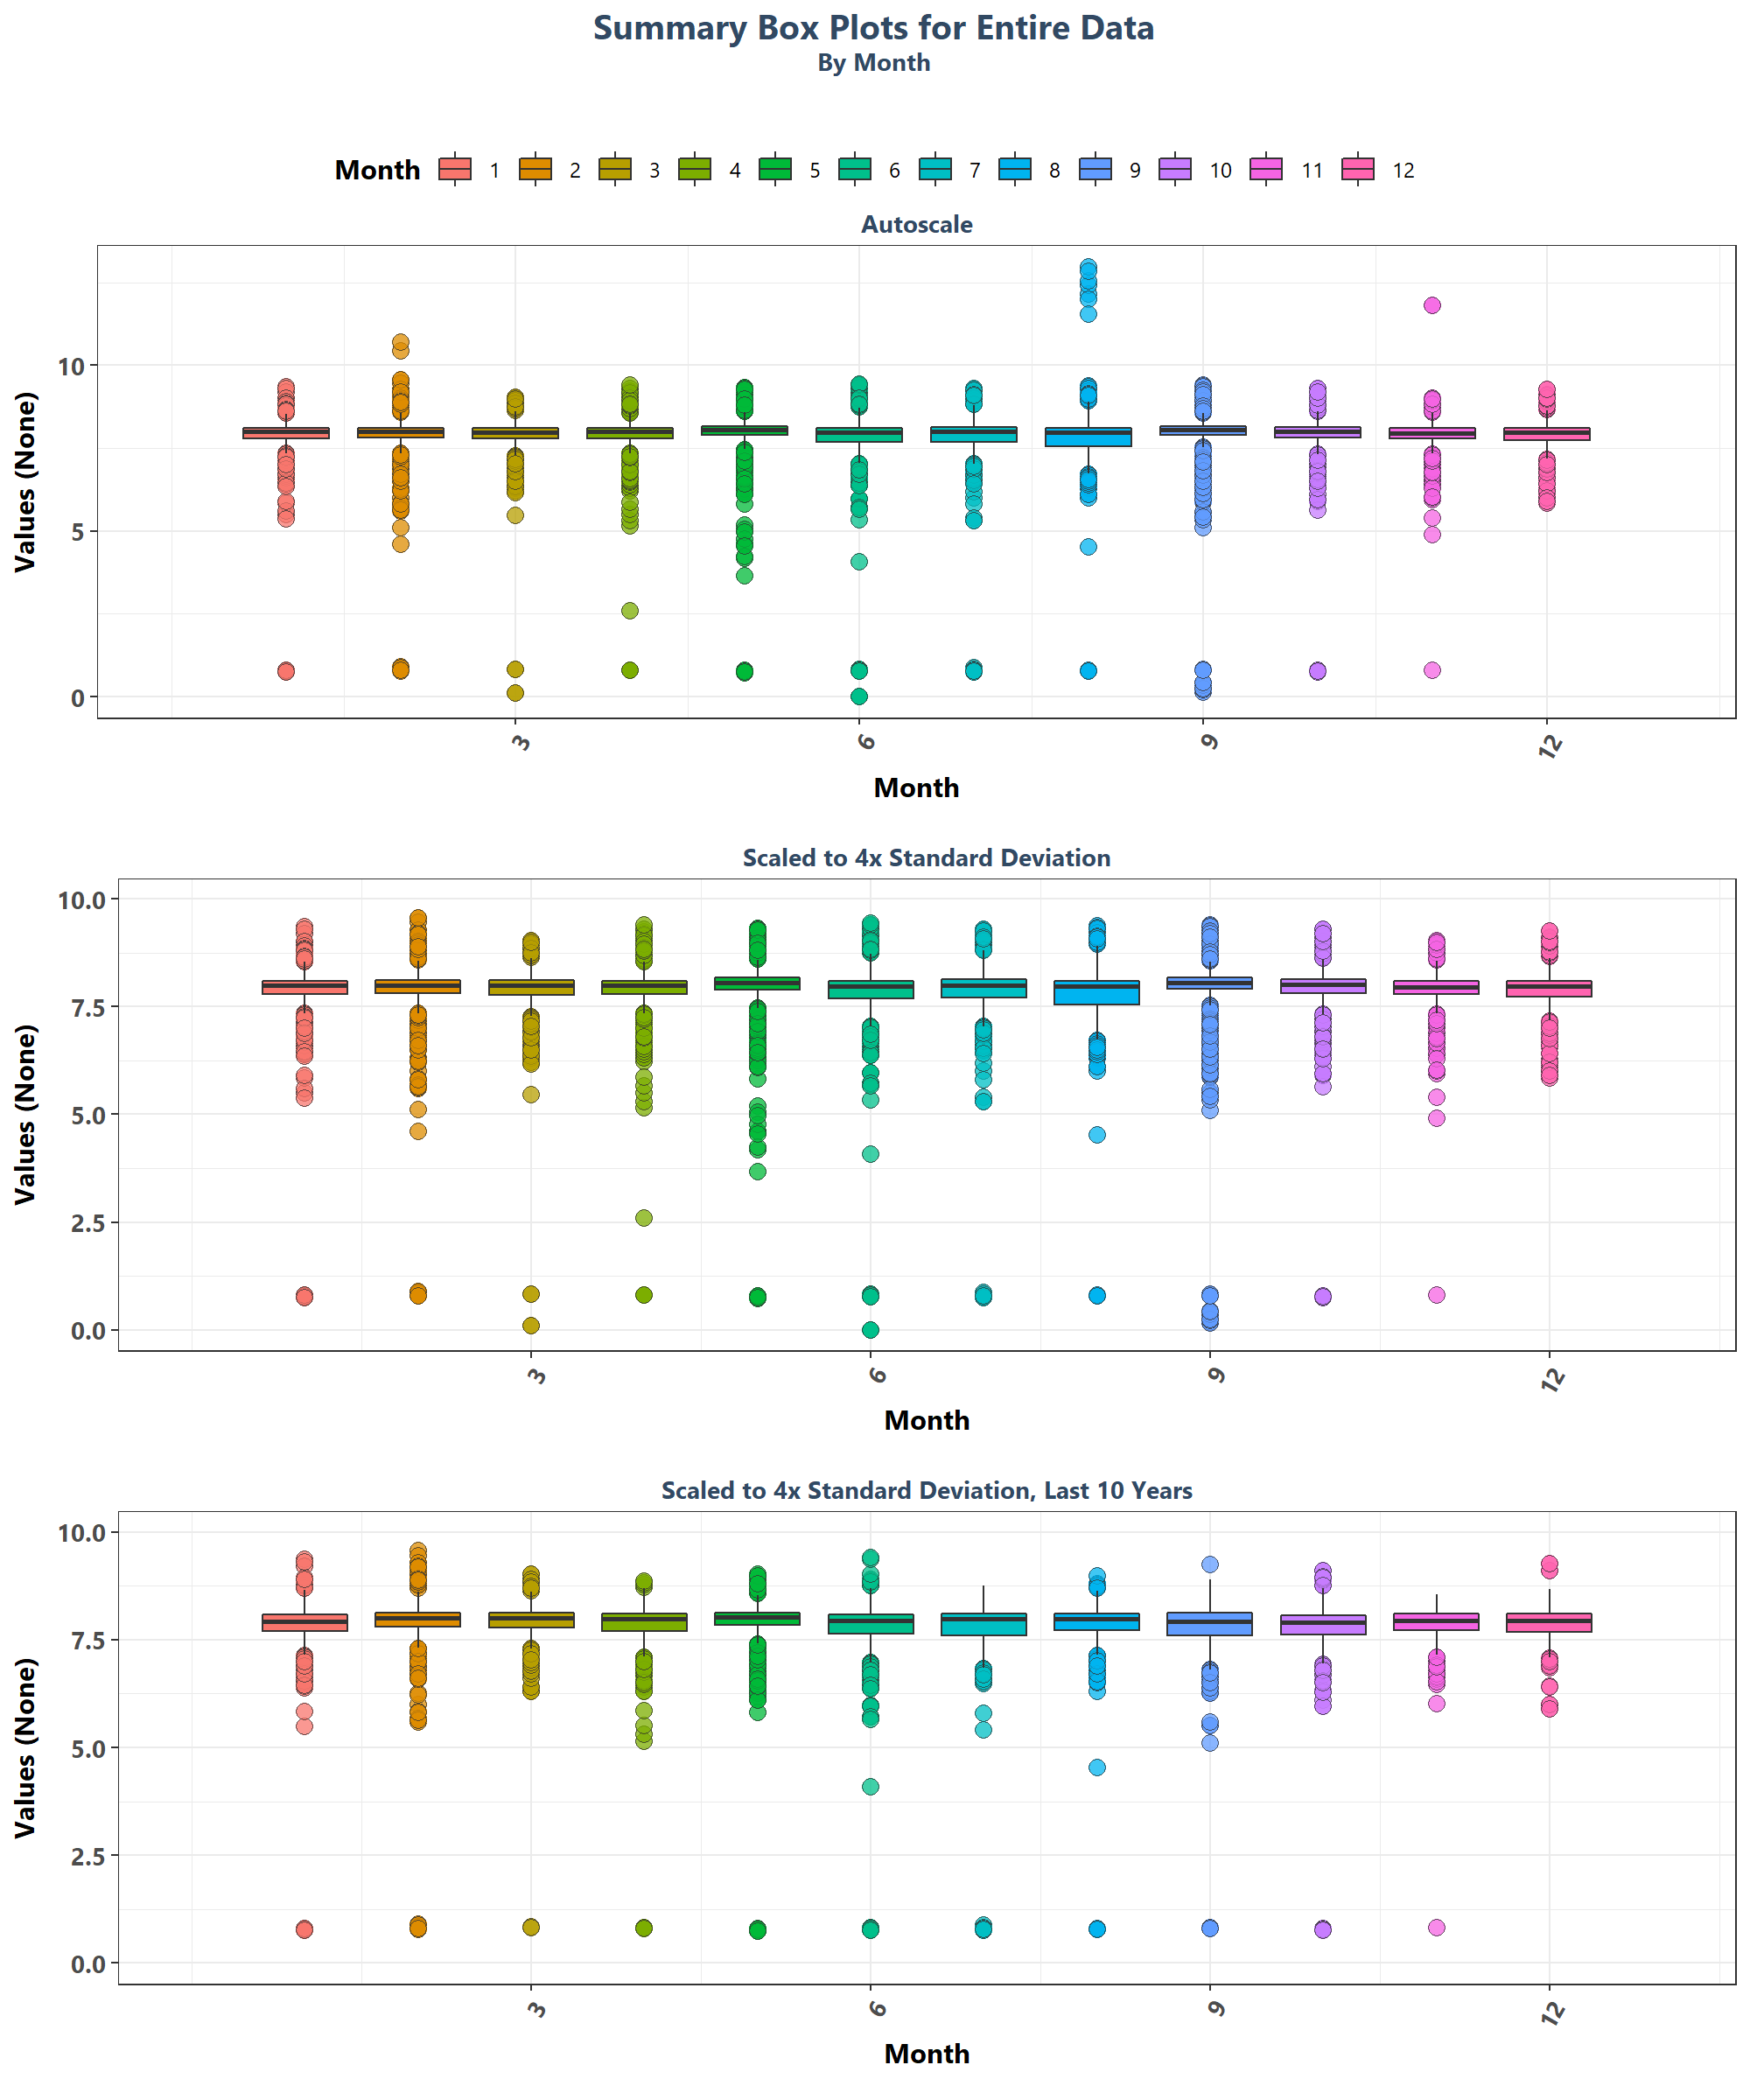 Summary Box Plots for Entire Data
By Month
Month 1 2 3 4 5 6 7 8 9 10 11 12
Autoscale
Values (None)
10
5
0
3 6 9 12
Month
Scaled to 4x Standard Deviation
Values (None)
10.0
7.5
5.0
2.5
0.0
3 6 9 12
Month
Scaled to 4x Standard Deviation, Last 10 Years
Values (None)
10.0
7.5
5.0
2.5
0.0
3 6 9 12
Month